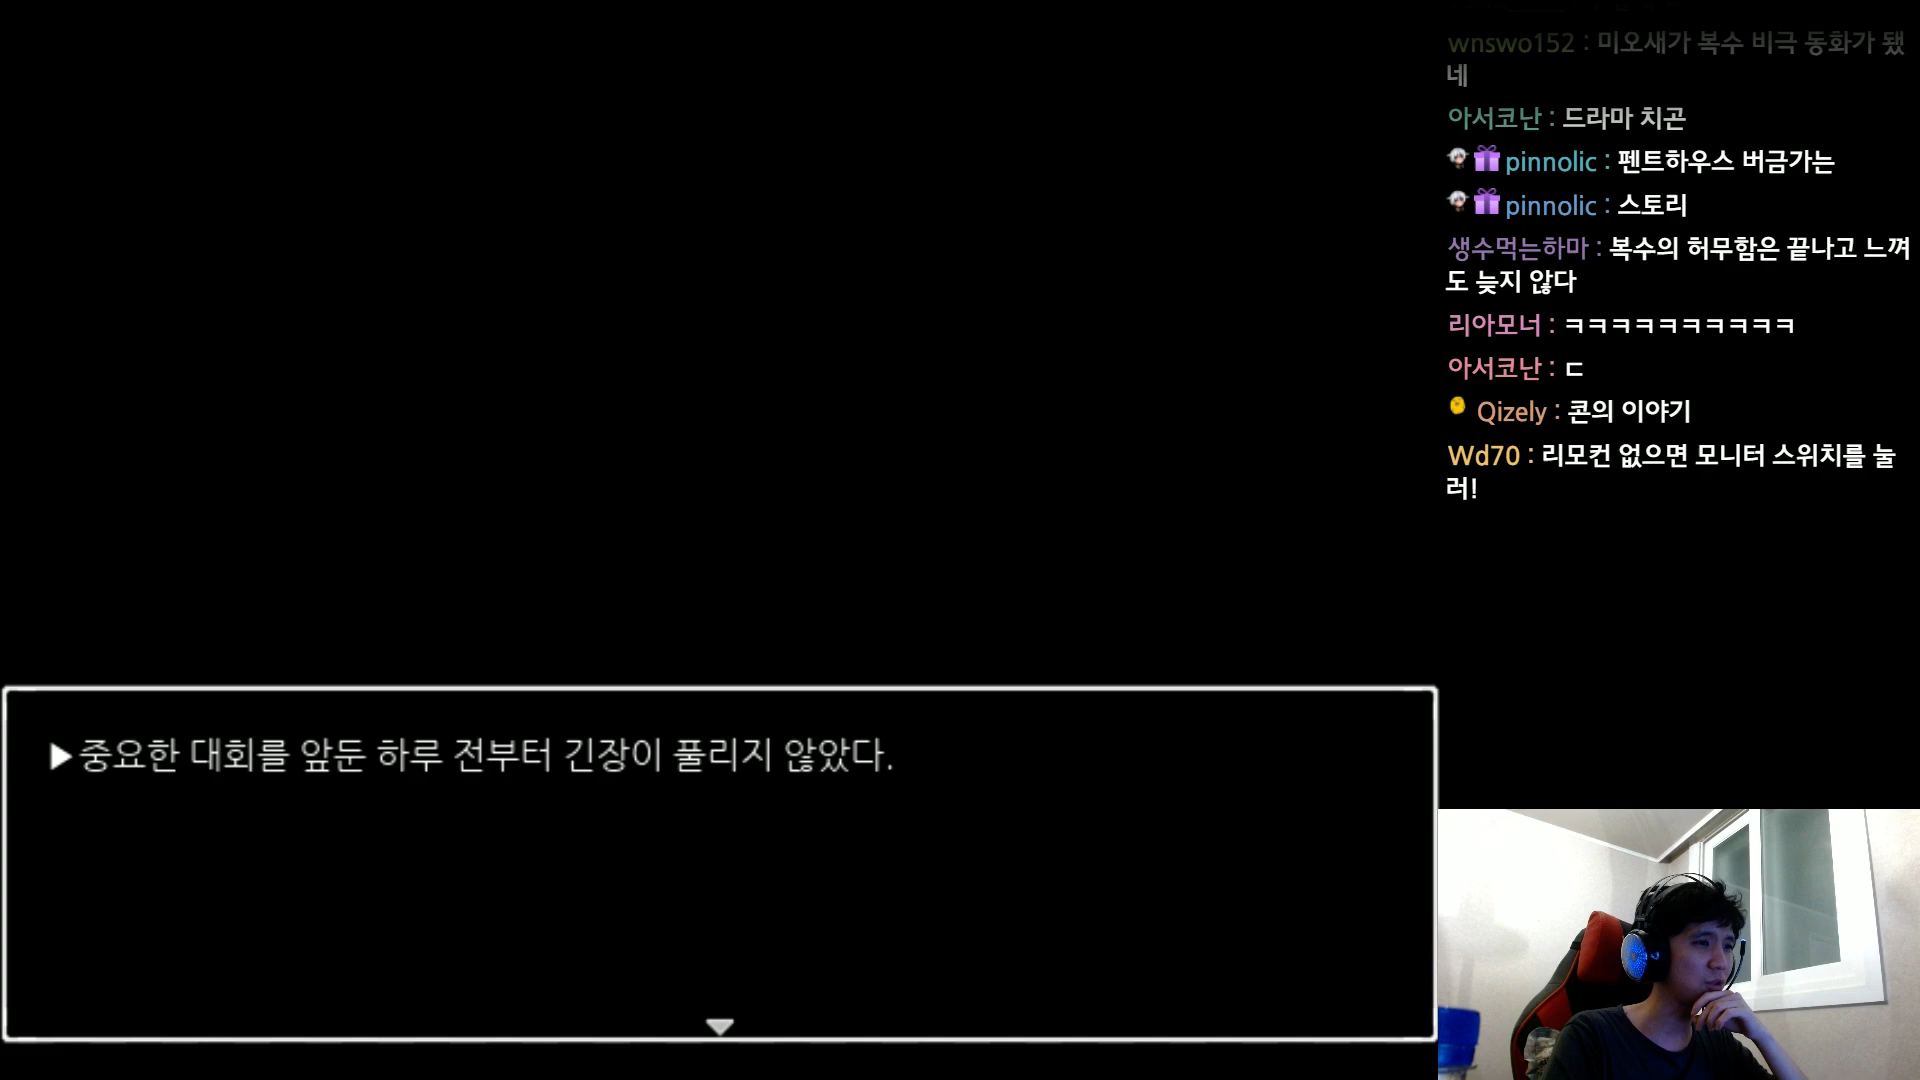 wnswo152 : 미오새가 복수 비극 동화가 됐
네
아서코난 : 드라마 치곤
pinnolic : 펜트하우스 버금가는
pinnolic : 스토리
생수먹는하마 : 복수의 허무함은 끝나고 느껴
도 늦지 않다
리아모너 : ㅋㅋㅋㅋㅋㅋㅋㅋㅋㅋ
아서코난 : ㄷ
Qizely : 콘의 이야기
Wd70 : 리모컨 없으면 모니터 스위치를 눌
러!
▶중요한 대회를 앞둔 하루 전부터 긴장이 풀리지 않았다.